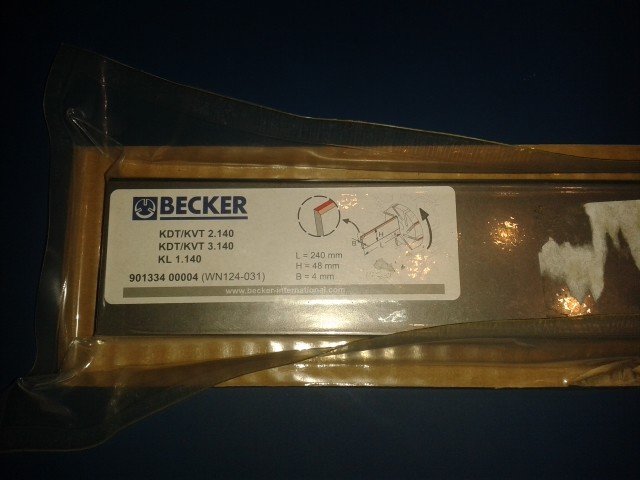 BECKER
KDT/KVT 2.140
KDT/KVT 3.140
KL 1.140
901334 00004 (WN124-031)
L = 240 mm
H = 48 mm
B = 4 mm
B
H
www.becker-international.com